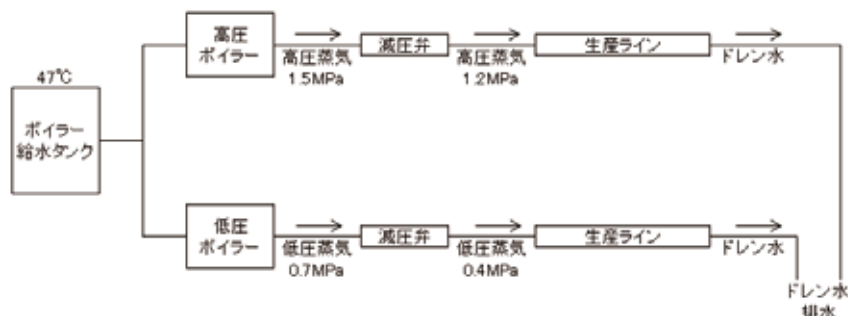 47℃
ボイラー
給水タンク
高圧
ボイラー
高圧蒸気
1.5MPa
減圧弁
高圧蒸気
1.2MPa
生産ライン
ドレン水
低圧
ボイラー
低圧蒸気
0.7MPa
減圧弁
低圧蒸気
0.4MPa
生産ライン
ドレン水
ドレン水
排水